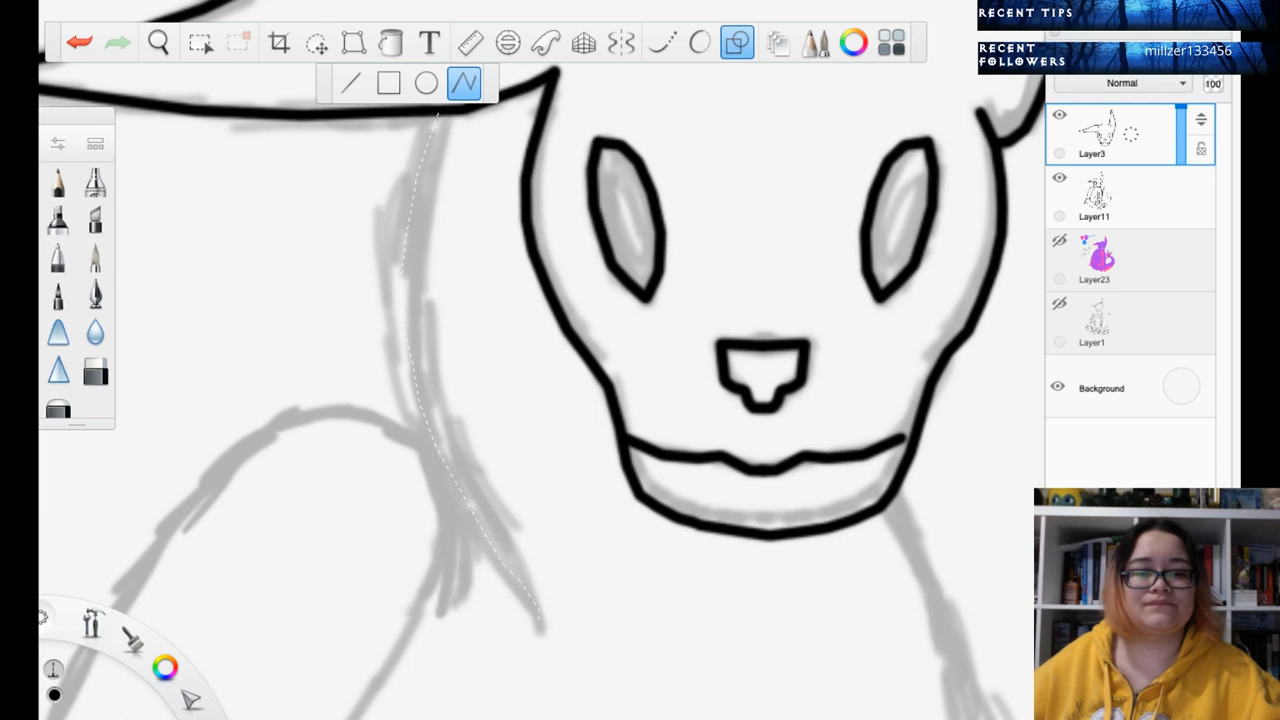 RECENT TIPS
RECENT
FOLLOWERS
millzer133456
Normal
100
Layer3
Layer11
Layer23
Layer1
Background